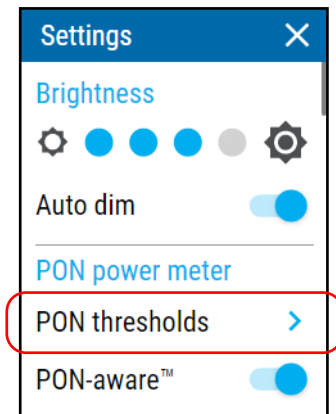 Settings
Brightness
Auto dim
PON power meter
PON thresholds
PON-aware™